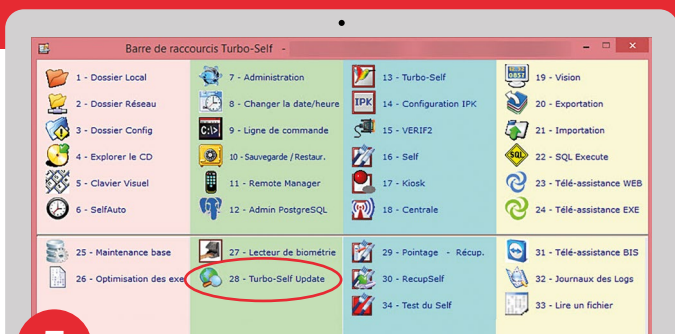 Barre de raccourcis Turbo-Self -
1 - Dossier Local
2 - Dossier Réseau
3 - Dossier Config
4 - Explorer le CD
5 - Clavier Visuel
6 - SelfAuto
7 - Administration
8 - Changer la date/heure
C:\>
9 - Ligne de commande
10 - Sauvegarde / Restaur.
11 - Remote Manager
12 - Admin PostgreSQL
13 - Turbo-Self
IPK
14 - Configuration IPK
15 - VERIF2
16 - Self
17 - Kiosk
18 - Centrale
19 - Vision
20 - Exportation
21 - Importation
SQL
22 - SQL Execute
23 - Télé-assistance WEB
24 - Télé-assistance EXE
25 - Maintenance base
26 - Optimisation des exe
27 - Lecteur de biométrie
28 - Turbo-Self Update
29 - Pointage - Récup.
30 - RecupSelf
34 - Test du Self
31 - Télé-assistance BIS
32 - Journaux des Logs
33 - Lire un fichier